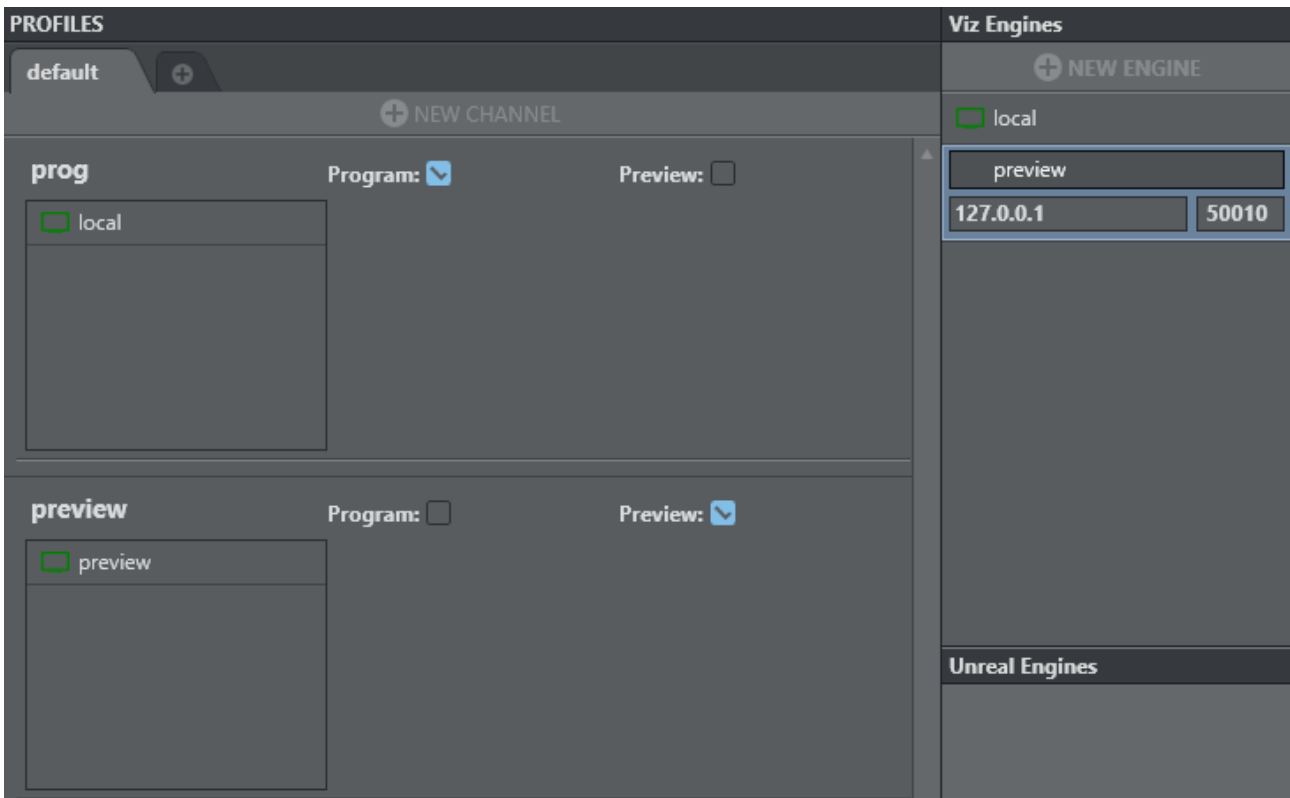 PROFILES
default
NEW CHANNEL
prog Program: Preview:
local
preview Program: Preview:
preview
Viz Engines
NEW ENGINE
local
preview
127.0.0.1 50010
Unreal Engines